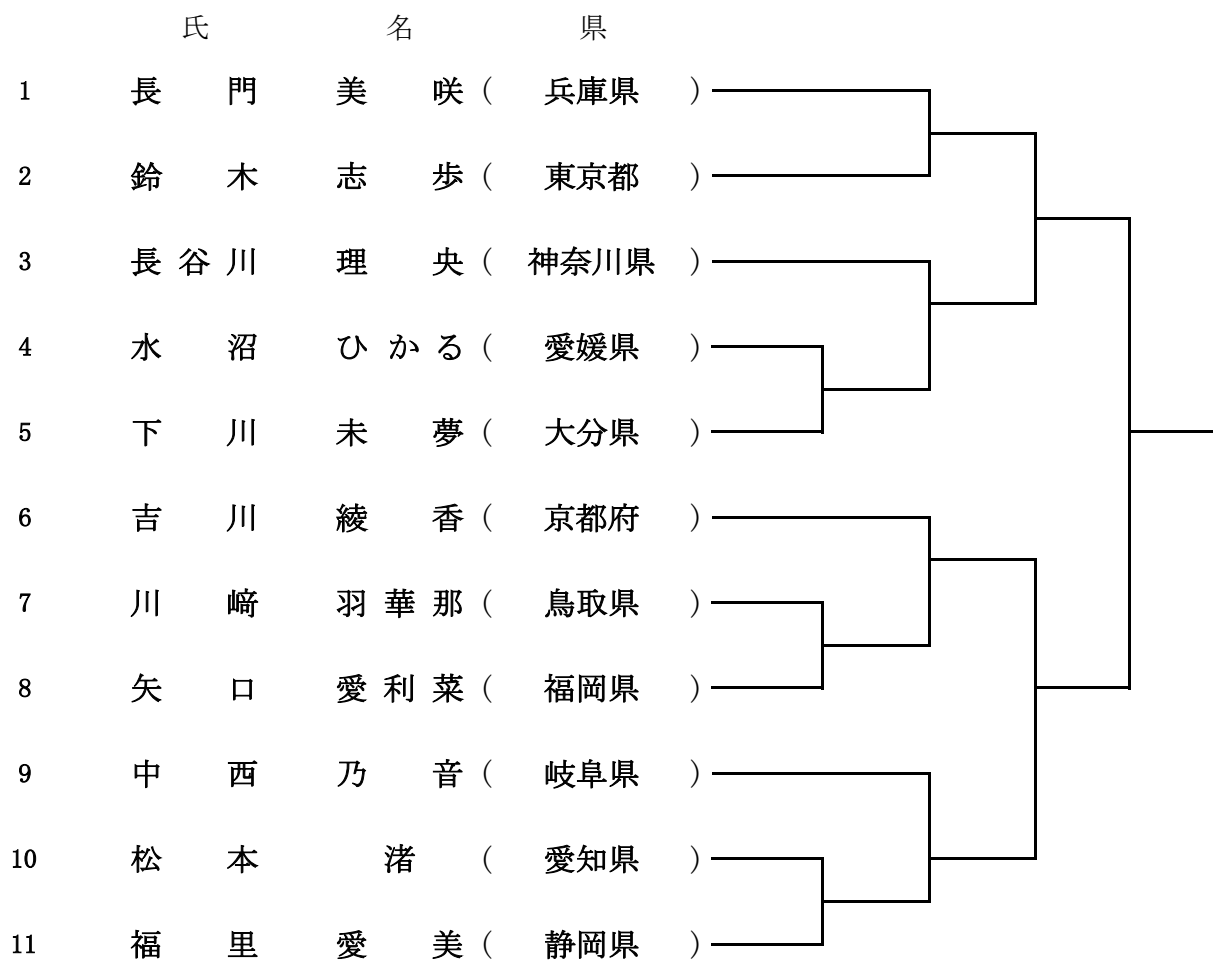 氏 名 県
1 長門 美咲 ( 兵庫県 )
2 鈴木 志歩 ( 東京都 )
3 長谷川 理央 ( 神奈川県 )
4 水沼 ひかる ( 愛媛県 )
5 下川 未夢 ( 大分県 )
6 吉川 綾香 ( 京都府 )
7 川﨑 羽華那 ( 鳥取県 )
8 矢口 愛利菜 ( 福岡県 )
9 中西 乃音 ( 岐阜県 )
10 松本 渚 ( 愛知県 )
11 福里 愛美 ( 静岡県 )